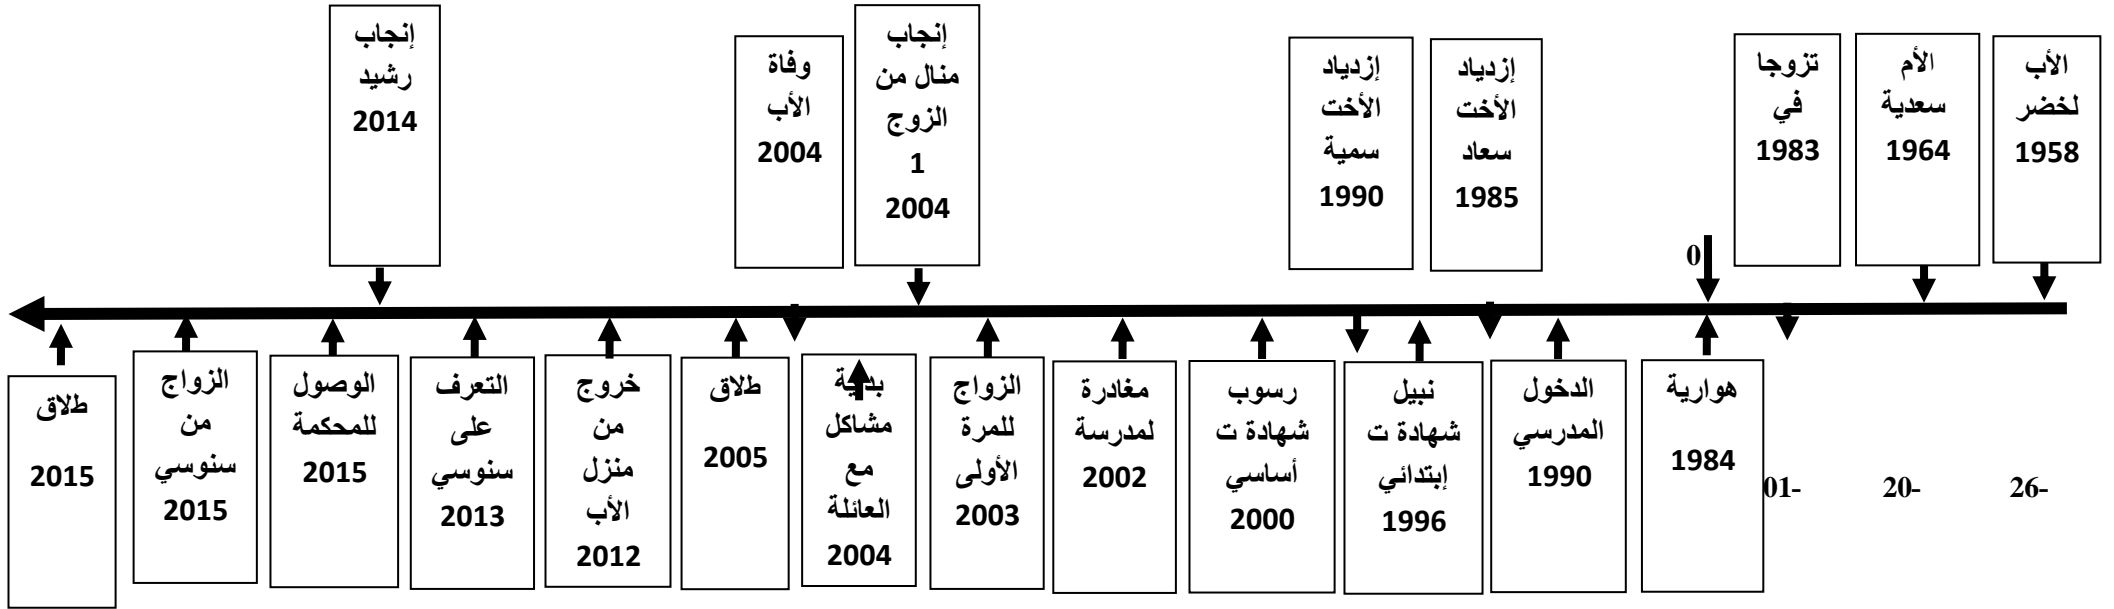 الأب
لخضر
1958
الأم
سعدية
1964
تزوجا
في
1983
إزدياد
الأخت
سعاد
1985
إزدياد
الأخت
سمية
1990
إنجاب
منال من
الزوج
1
2004
وفاة
الأب
2004
إنجاب
رشيد
2014
0
26-
20-
01-
هوارية
1984
الدخول
المدرسي
1990
نبيل
شهادة ت
إبتدائي
1996
رسوب
شهادة ت
أساسي
2000
مغادرة
لمدرسة
2002
الزواج
للمرة
الأولى
2003
بداية
مشاكل
مع
العائلة
2004
طلاق
2005
خروج
من
منزل
الأب
2012
التعرف
على
سنوسي
2013
الوصول
للمحكمة
2015
الزواج
من
سنوسي
2015
طلاق
2015